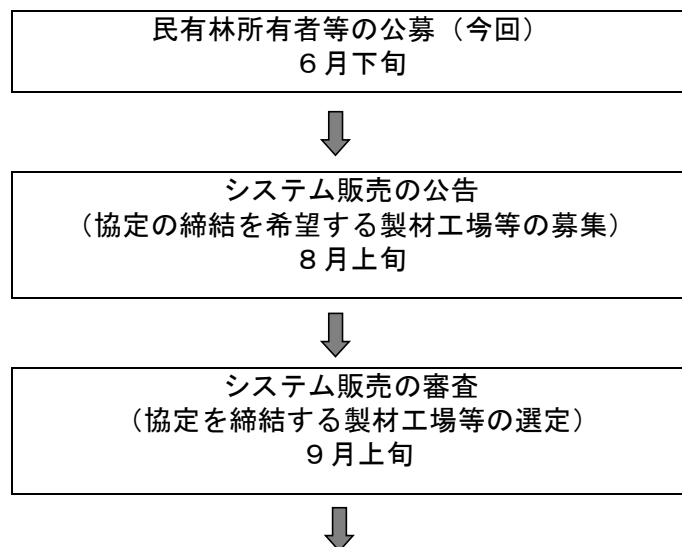 民有林所有者等の公募（今回）
６月下旬
システム販売の公告
（協定の締結を希望する製材工場等の募集）
８月上旬
システム販売の審査
（協定を締結する製材工場等の選定）
９月上旬